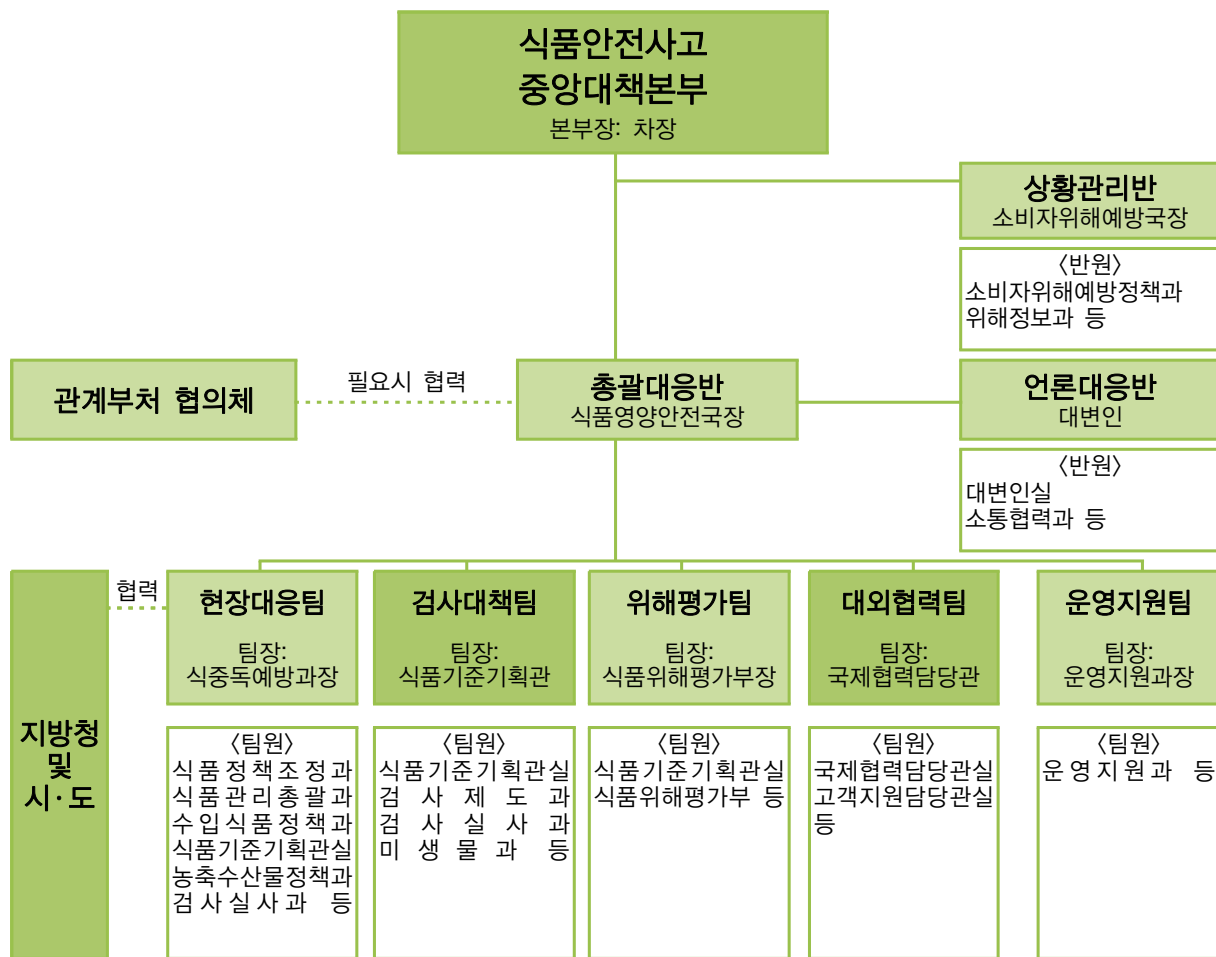 식품안전사고
중앙대책본부
본부장: 차장
상황관리반
소비자위해예방국장
〈반원〉
소비자위해예방정책과
위해정보과 등
관계부처 협의체
필요시 협력
총괄대응반
식품영양안전국장
언론대응반
대변인
〈반원〉
대변인실
소통협력과 등
지방청
및
시·도
협력
현장대응팀
팀장:
식중독예방과장
〈팀원〉
식품정책조정과
식품관리총괄과
수입식품정책과
식품기준기획관실
농축수산물정책과
검사실사과 등
검사대책팀
팀장:
식품기준기획관
〈팀원〉
식품기준기획관실
검사제도과
검사실사과
미생물과 등
위해평가팀
팀장:
식품위해평가부장
〈팀원〉
식품기준기획관실
식품위해평가부 등
대외협력팀
팀장:
국제협력담당관
〈팀원〉
국제협력담당관실
고객지원담당관실
등
운영지원팀
팀장:
운영지원과장
〈팀원〉
운영지원과 등